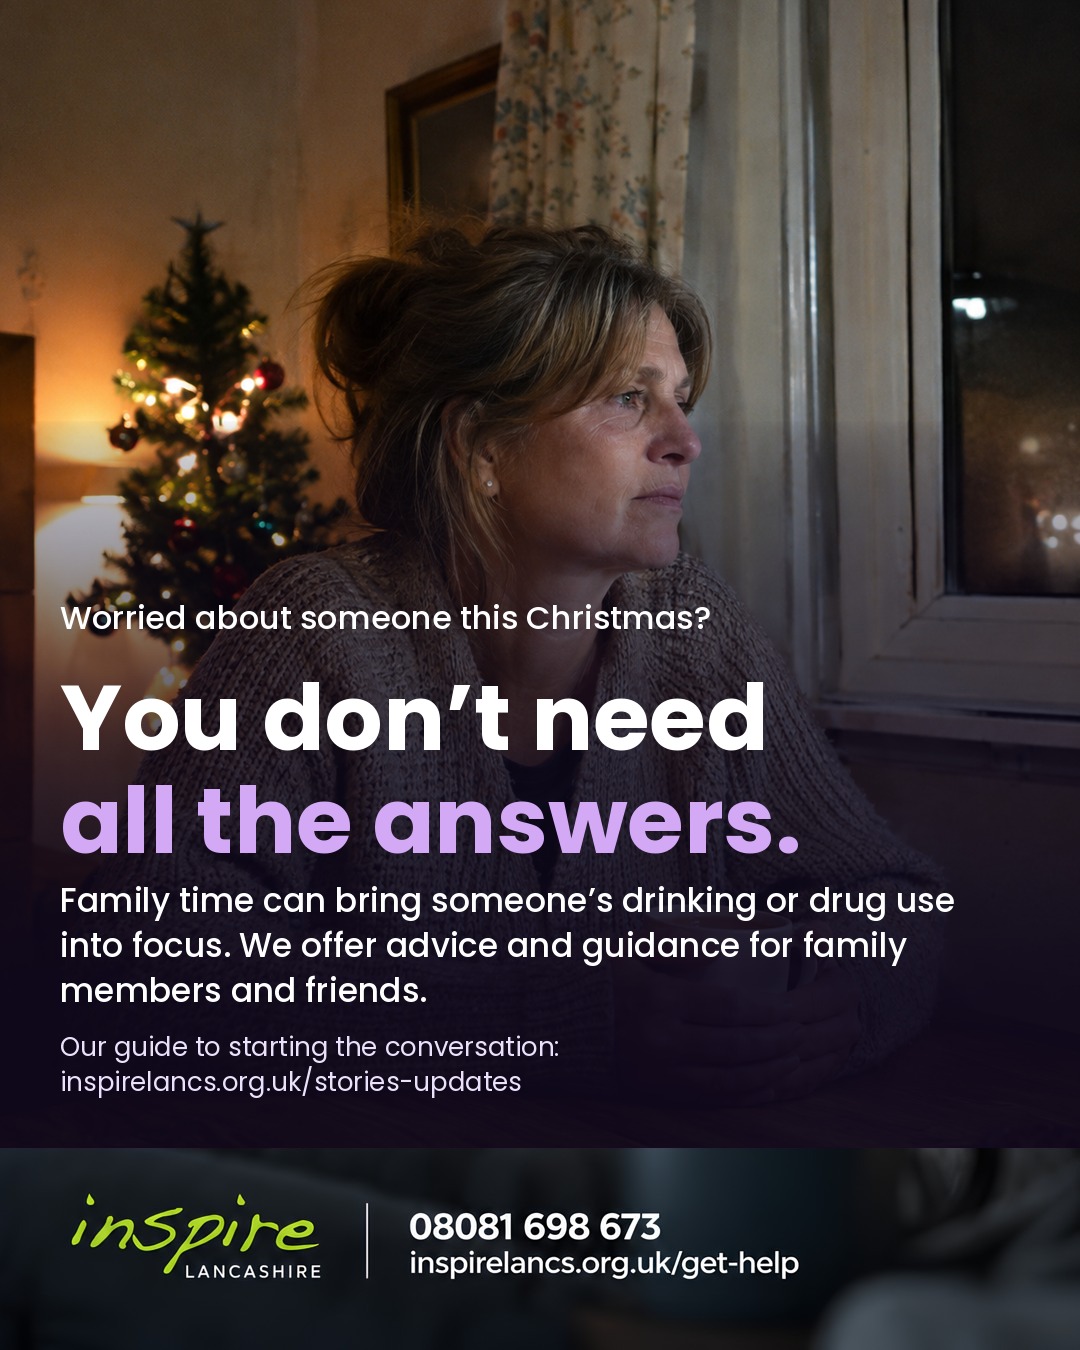 Worried about someone this Christmas?
You don’t need
all the answers.
Family time can bring someone’s drinking or drug use
into focus. We offer advice and guidance for family
members and friends.
Our guide to starting the conversation:
inspirelancs.org.uk/stories-updates
inspire
LANCASHIRE
08081 698 673
inspirelancs.org.uk/get-help